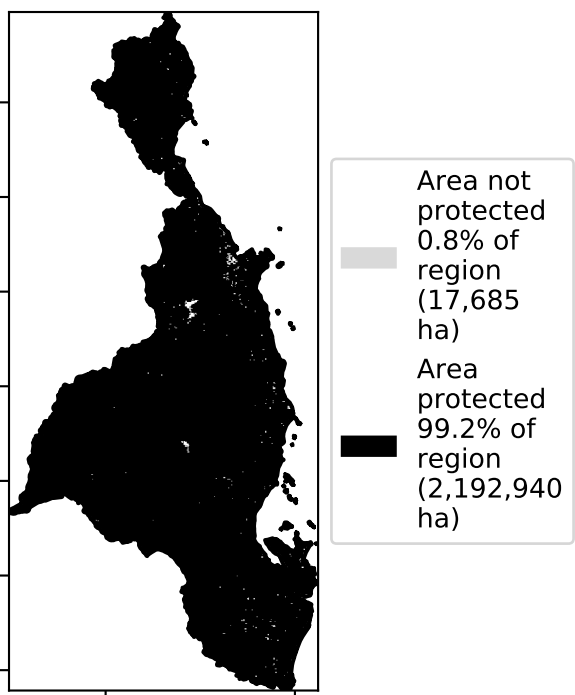 Area not
protected
0.8% of
region
(17,685
ha)
Area
protected
99.2% of
region
(2,192,940
ha)